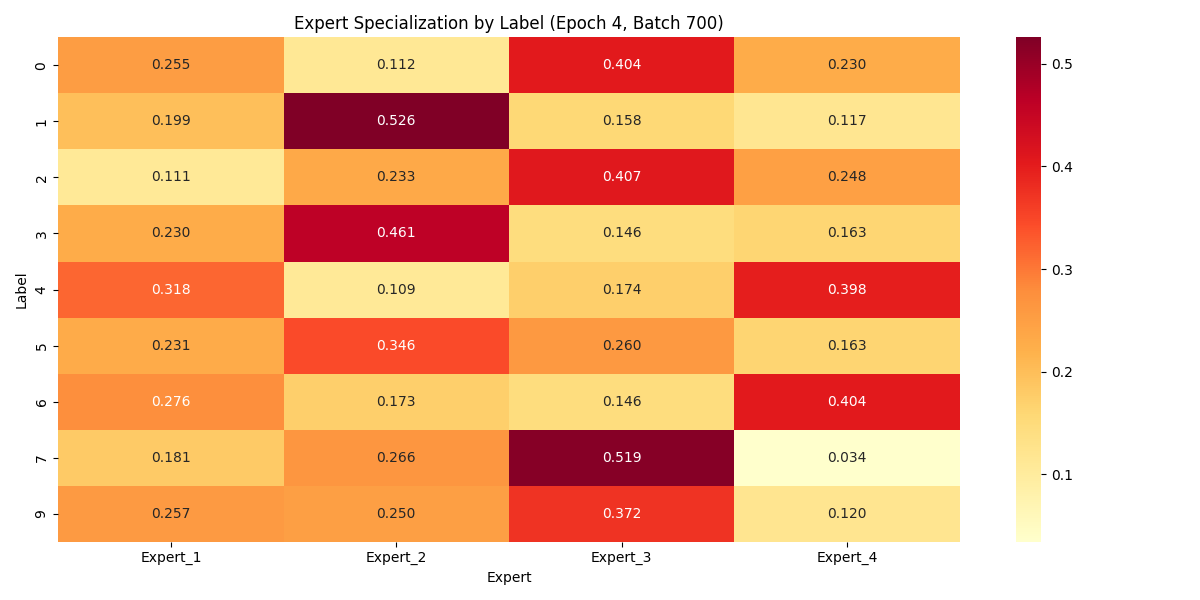 Expert Specialization by Label (Epoch 4, Batch 700)
Label
0 0.255 0.112 0.404 0.230
1 0.199 0.526 0.158 0.117
2 0.111 0.233 0.407 0.248
3 0.230 0.461 0.146 0.163
4 0.318 0.109 0.174 0.398
5 0.231 0.346 0.260 0.163
6 0.276 0.173 0.146 0.404
7 0.181 0.266 0.519 0.034
9 0.257 0.250 0.372 0.120
Expert_1 Expert_2 Expert_3 Expert_4
Expert
0.5
0.4
0.3
0.2
0.1